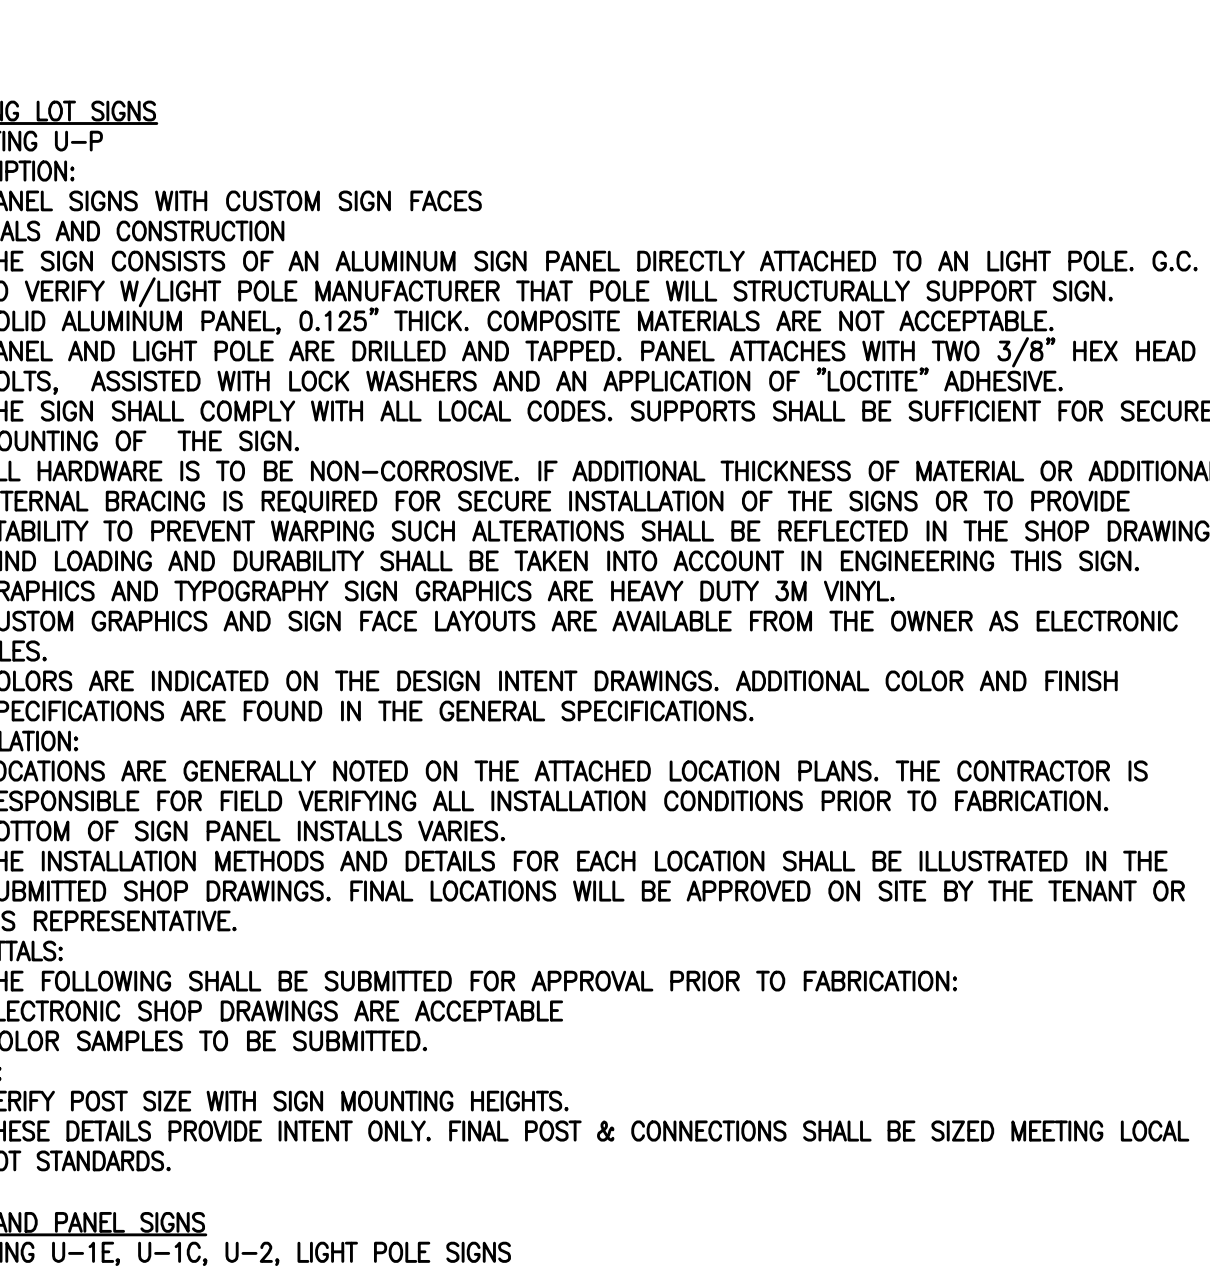 NG LOT SIGNS
TING U-P
IPTION:
ANEL SIGNS WITH CUSTOM SIGN FACES
ALS AND CONSTRUCTION
HE SIGN CONSISTS OF AN ALUMINUM SIGN PANEL DIRECTLY ATTACHED TO AN LIGHT POLE. G.C.
O VERIFY W/LIGHT POLE MANUFACTURER THAT POLE WILL STRUCTURALLY SUPPORT SIGN.
OLID ALUMINUM PANEL, 0.125" THICK. COMPOSITE MATERIALS ARE NOT ACCEPTABLE.
ANEL AND LIGHT POLE ARE DRILLED AND TAPPED. PANEL ATTACHES WITH TWO 3/8" HEX HEAD
OLTS, ASSISTED WITH LOCK WASHERS AND AN APPLICATION OF "LOCTITE" ADHESIVE.
HE SIGN SHALL COMPLY WITH ALL LOCAL CODES. SUPPORTS SHALL BE SUFFICIENT FOR SECURE
OUNTING OF THE SIGN.
LL HARDWARE IS TO BE NON-CORROSIVE. IF ADDITIONAL THICKNESS OF MATERIAL OR ADDITIONAL
TERNAL BRACING IS REQUIRED FOR SECURE INSTALLATION OF THE SIGNS OR TO PROVIDE
TABILITY TO PREVENT WARPING SUCH ALTERATIONS SHALL BE REFLECTED IN THE SHOP DRAWING
IND LOADING AND DURABILITY SHALL BE TAKEN INTO ACCOUNT IN ENGINEERING THIS SIGN.
RAPHICS AND TYPOGRAPHY SIGN GRAPHICS ARE HEAVY DUTY 3M VINYL.
USTOM GRAPHICS AND SIGN FACE LAYOUTS ARE AVAILABLE FROM THE OWNER AS ELECTRONIC
LES.
OLORS ARE INDICATED ON THE DESIGN INTENT DRAWINGS. ADDITIONAL COLOR AND FINISH
PECIFICATIONS ARE FOUND IN THE GENERAL SPECIFICATIONS.
LATION:
OCATIONS ARE GENERALLY NOTED ON THE ATTACHED LOCATION PLANS. THE CONTRACTOR IS
ESPONSIBLE FOR FIELD VERIFYING ALL INSTALLATION CONDITIONS PRIOR TO FABRICATION.
OTTOM OF SIGN PANEL INSTALLS VARIES.
HE INSTALLATION METHODS AND DETAILS FOR EACH LOCATION SHALL BE ILLUSTRATED IN THE
UBMITTED SHOP DRAWINGS. FINAL LOCATIONS WILL BE APPROVED ON SITE BY THE TENANT OR
S REPRESENTATIVE.
TTALS:
HE FOLLOWING SHALL BE SUBMITTED FOR APPROVAL PRIOR TO FABRICATION:
LECTRONIC SHOP DRAWINGS ARE ACCEPTABLE
OLOR SAMPLES TO BE SUBMITTED.
:
ERIFY POST SIZE WITH SIGN MOUNTING HEIGHTS.
HESE DETAILS PROVIDE INTENT ONLY. FINAL POST & CONNECTIONS SHALL BE SIZED MEETING LOCAL
OT STANDARDS.
AND PANEL SIGNS
ING U-1E, U-1C, U-2, LIGHT POLE SIGNS